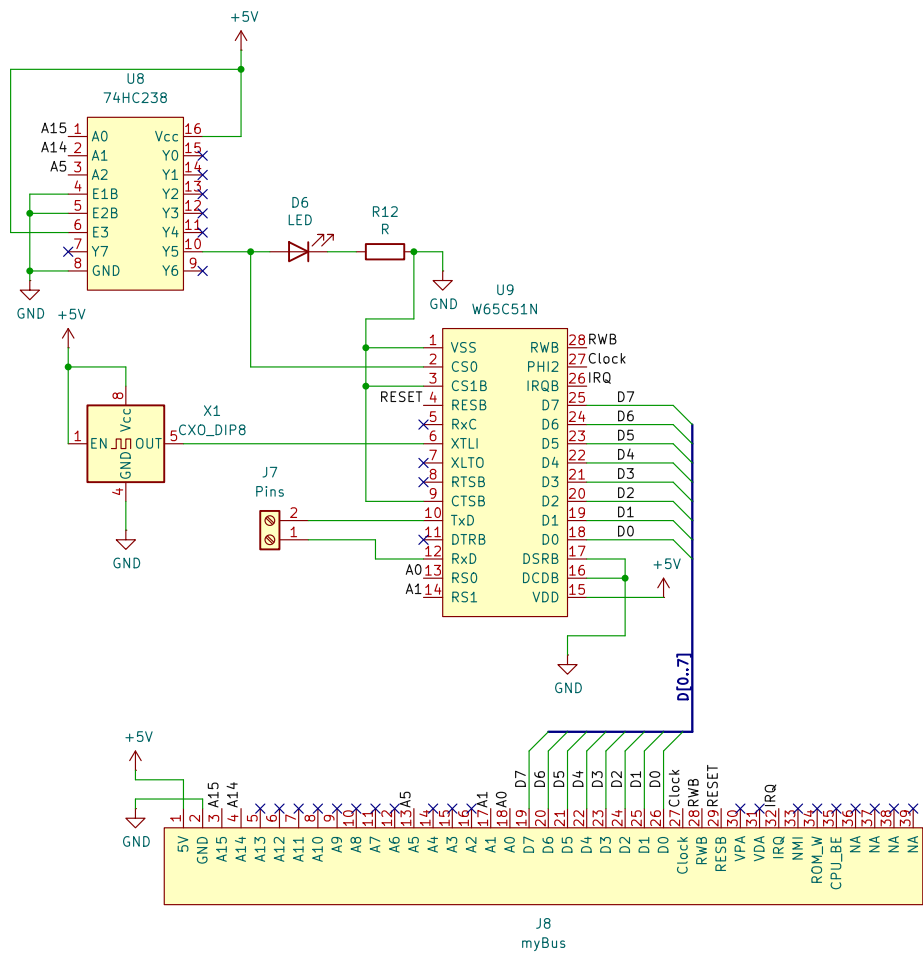 +5V
U8
74HC238
A15 1 A0 Vcc 16
A14 2 A1 Y0 15
A5 3 A2 Y1 14
4 E1B Y2 13
5 E2B Y3 12
6 E3 Y4 11
7 Y7 Y5 10
8 GND Y6 9
GND
D6
LED
R12
R
GND
+5V
8
Vcc
1 EN OUT 5
GND
4
X1
CXO_DIP8
GND
J7
Pins
2
1
U9
W65C51N
1 VSS RWB 28 RWB
2 CS0 PHI2 27 Clock
3 CS1B IRQB 26 IRQ
RESET 4 RESB D7 25 D7
5 RxC D6 24 D6
6 XTLI D5 23 D5
7 XLTO D4 22 D4
8 RTSB D3 21 D3
9 CTSB D2 20 D2
10 TxD D1 19 D1
11 DTRB D0 18 D0
12 RxD DSRB 17
A0 13 RS0 DCDB 16
A1 14 RS1 VDD 15
+5V
GND
D[0..7]
+5V
GND
A15 A14 A5 A1 A0 D7 D6 D5 D4 D3 D2 D1 D0 Clock RWB RESET IRQ
1 2 3 4 5 6 7 8 9 10 11 12 13 14 15 16 17 18 19 20 21 22 23 24 25 26 27 28 29 30 31 32 33 34 35 36 37 38 39
5V GND A15 A14 A13 A12 A11 A10 A9 A8 A7 A6 A5 A4 A3 A2 A1 A0 D7 D6 D5 D4 D3 D2 D1 D0 Clock RWB RESB VPA VDA IRQ NMI ROM_W CPU_BE NA NA NA NA
J8
myBus